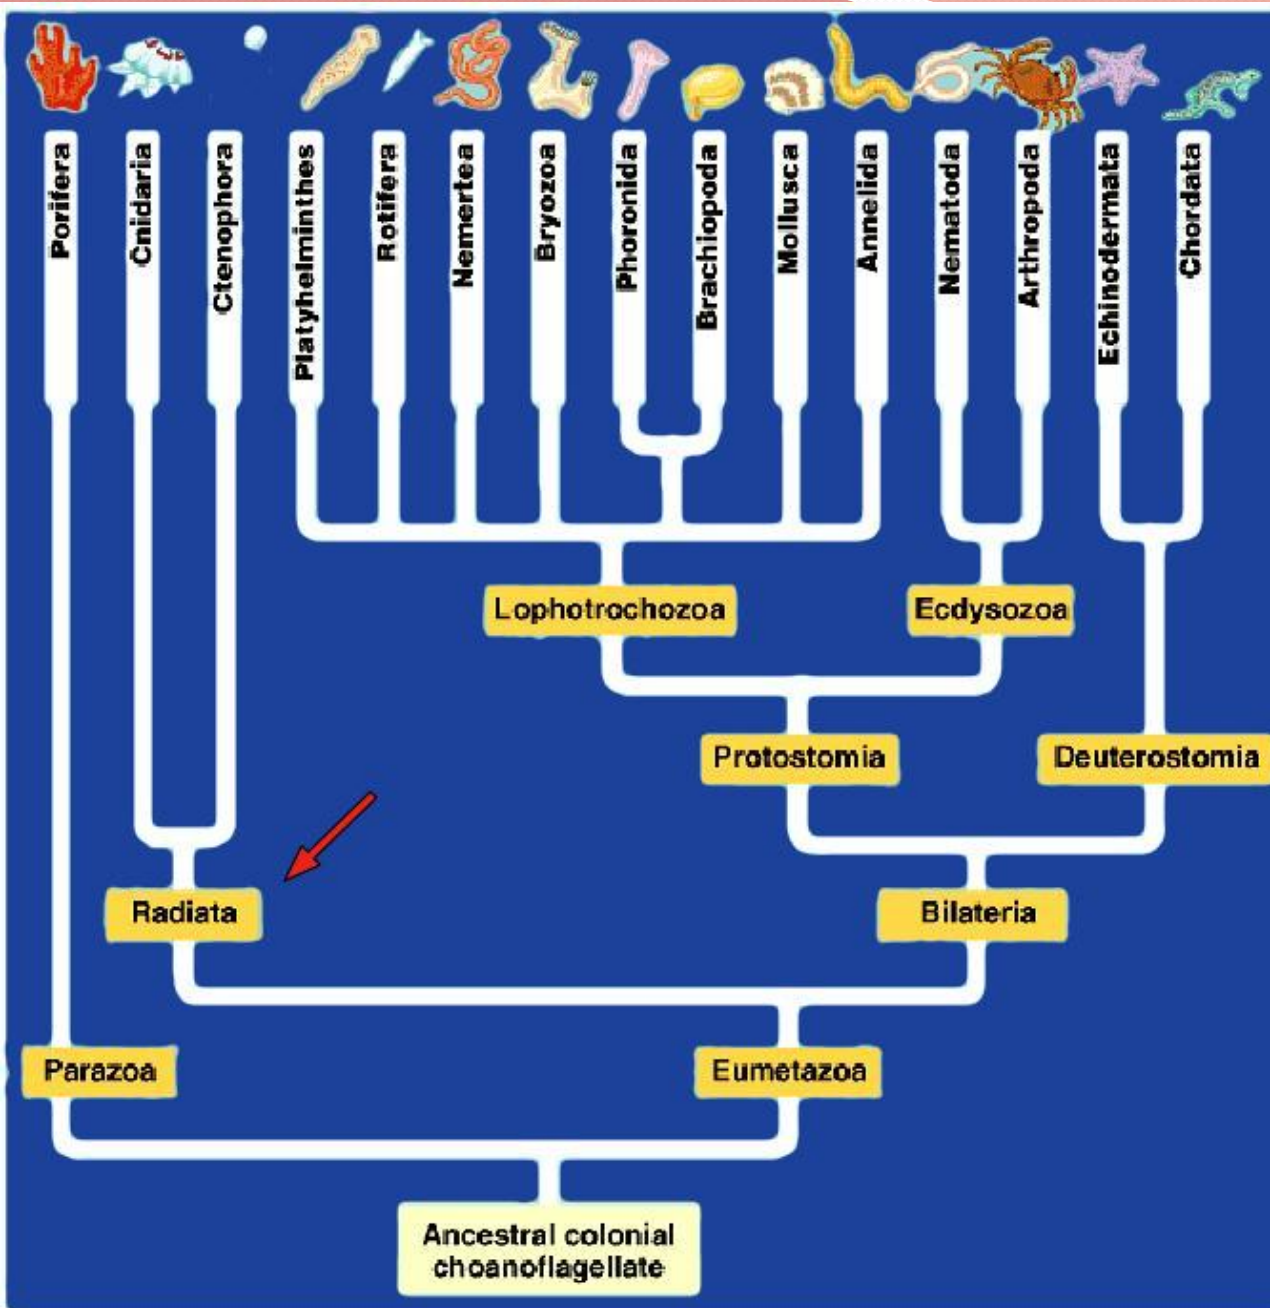 Porifera
Cnidaria
Ctenophora
Platyhelminthes
Rotifera
Nemertea
Bryozoa
Phoronida
Brachiopoda
Mollusca
Annelida
Nematoda
Arthropoda
Echinodermata
Chordata
Lophotrochozoa
Ecdysozoa
Protostomia
Deuterostomia
Radiata
Bilateria
Parazoa
Eumetazoa
Ancestral colonial
choanoflagellate